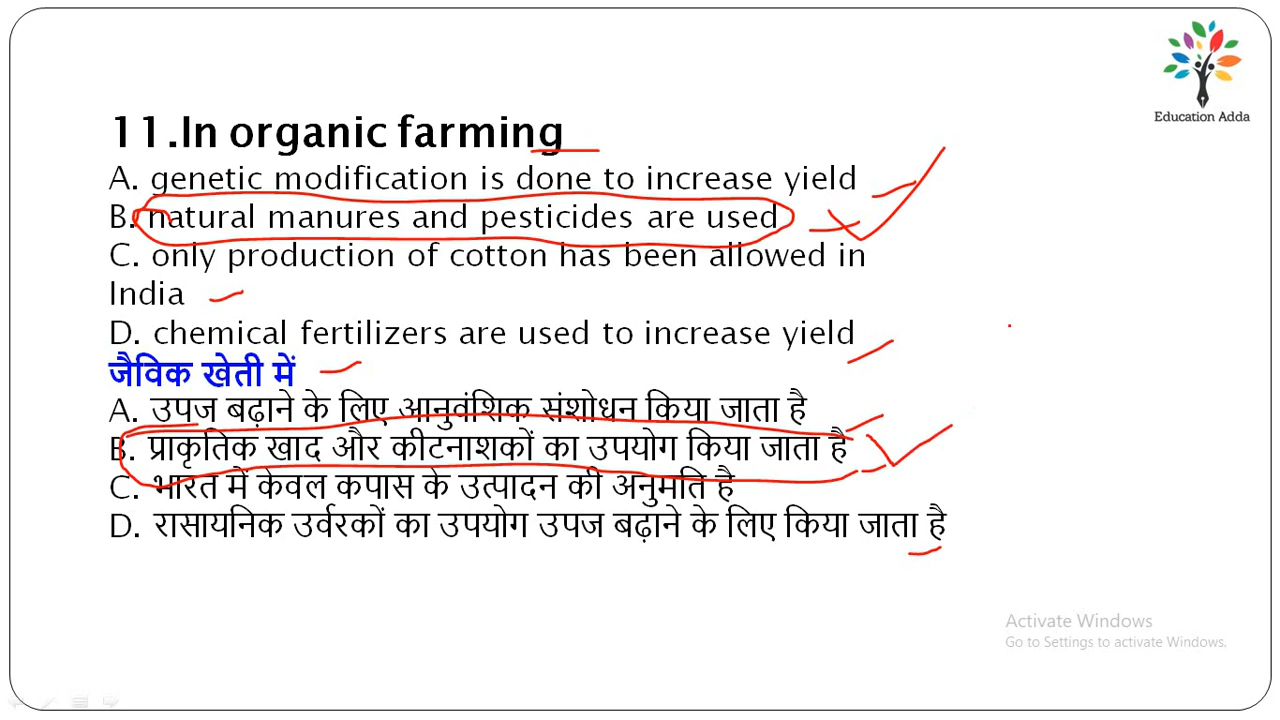 Education Adda
11.In organic farming
A. genetic modification is done to increase yield
B. natural manures and pesticides are used
C. only production of cotton has been allowed in
India
D. chemical fertilizers are used to increase yield
जैविक खेती में
A. उपज बढ़ाने के लिए आनुवंशिक संशोधन किया जाता है
B. प्राकृतिक खाद और कीटनाशकों का उपयोग किया जाता है
C. भारत में केवल कपास के उत्पादन की अनुमति है
D. रासायनिक उर्वरकों का उपयोग उपज बढ़ाने के लिए किया जाता है
Activate Windows
Go to Settings to activate Windows.